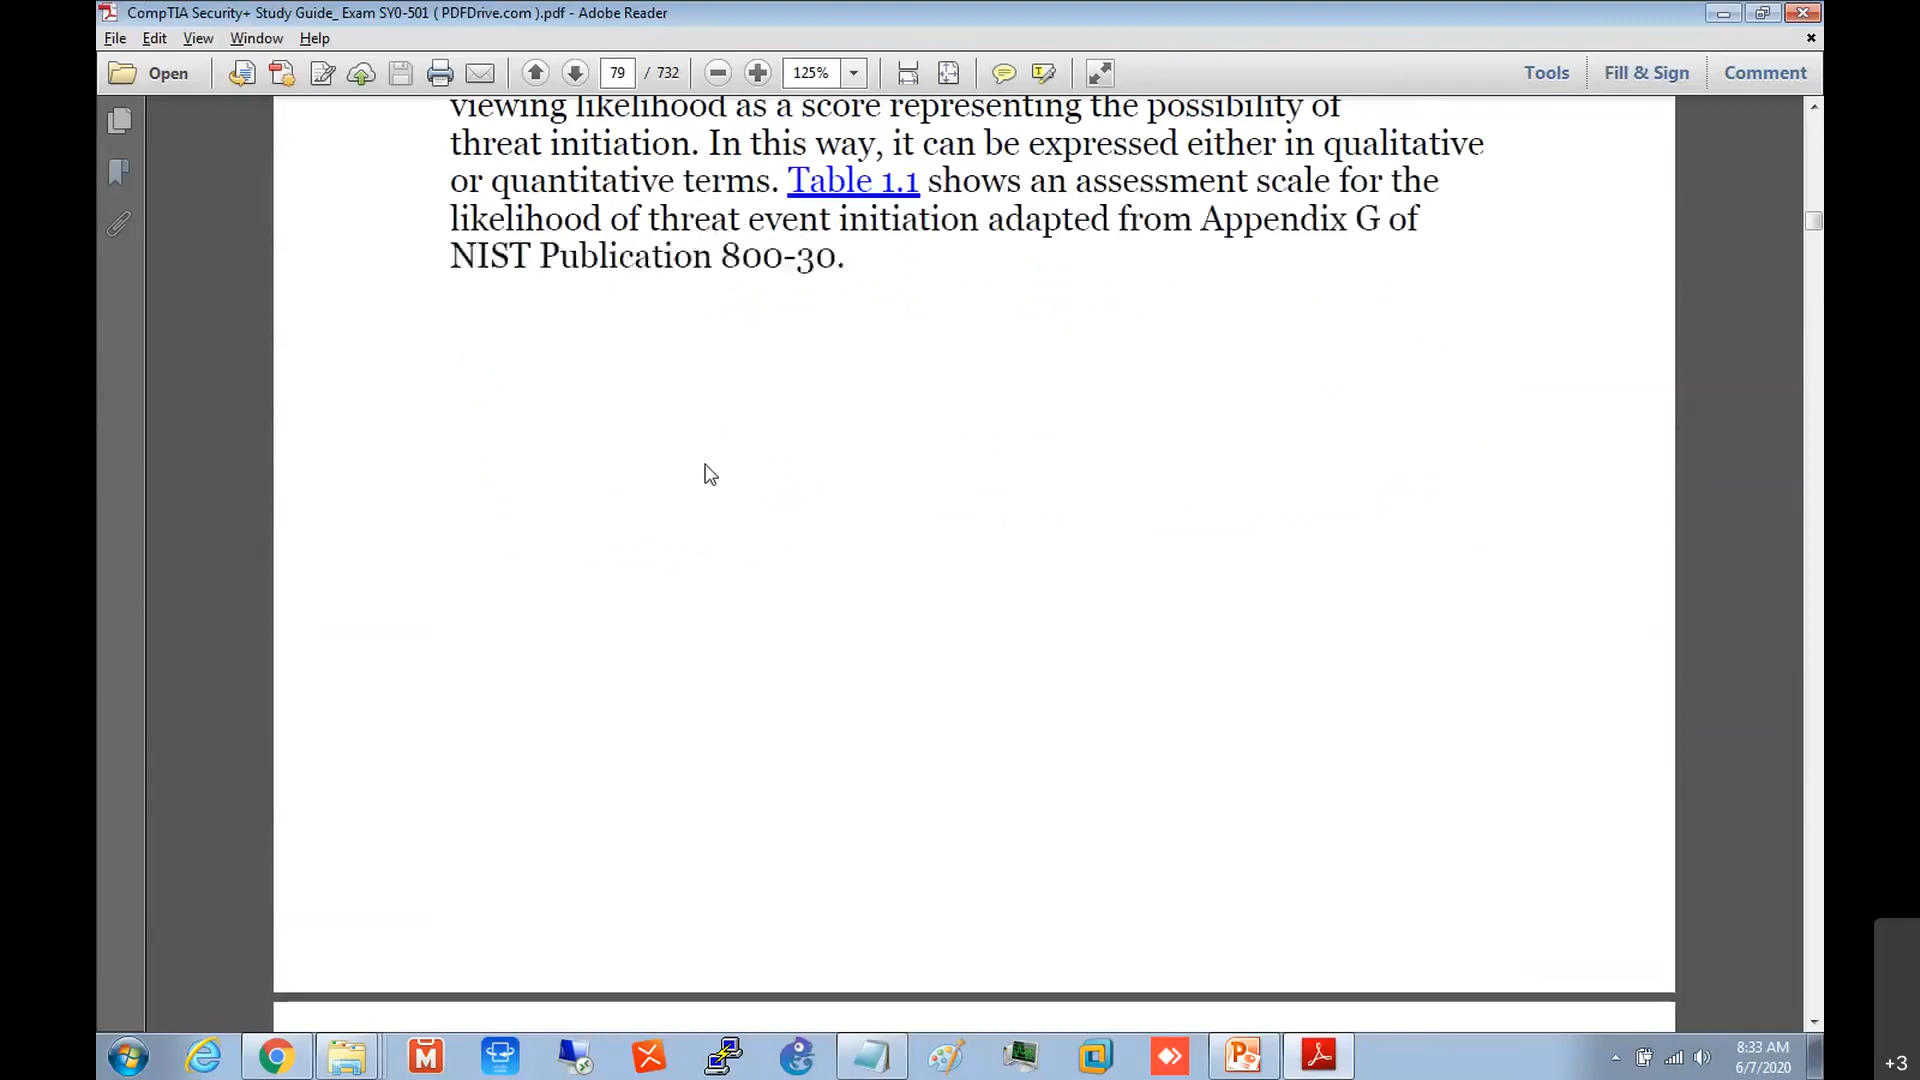 CompTIA Security+ Study Guide_ Exam SY0-501 ( PDFDrive.com ).pdf - Adobe Reader
File Edit View Window Help
Open 79 / 732 125% Tools Fill & Sign Comment
viewing likelihood as a score representing the possibility of
threat initiation. In this way, it can be expressed either in qualitative
or quantitative terms. Table 1.1 shows an assessment scale for the
likelihood of threat event initiation adapted from Appendix G of
NIST Publication 800-30.
8:33 AM
6/7/2020
+3